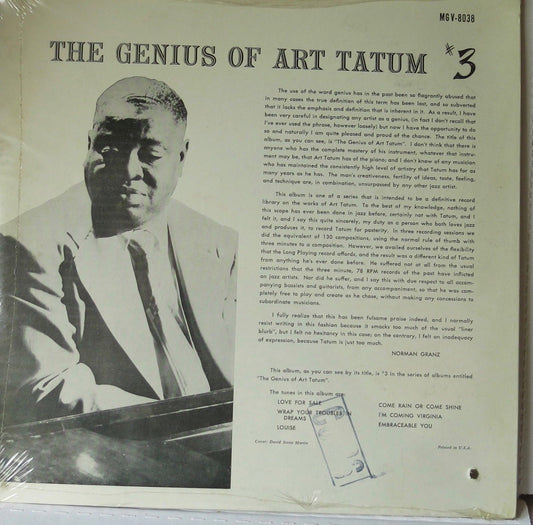 MGV-8038
THE GENIUS OF ART TATUM #3
The use of the word genius has in the past been so flagrantly abused that
in many cases the true definition of this term has been lost, and so subverted
that it lacks the emphasis and definition that is inherent in it. As a result, I have
been very careful in designating any artist as a genius, (in fact I don't recall that
I've ever used the phrase, however loosely) but now I have the opportunity to do
so and naturally I am quite pleased and proud of the chance. The title of this
album, as you can see, is "The Genius of Art Tatum". I don't think that there is
anyone who has the complete mastery of his instrument, whatever that instru-
ment may be, that Art Tatum has of the piano; and I don't know of any musician
who has maintained the consistently high level of artistry that Tatum has for as
many years as he has. The man's creativeness, fertility of ideas, taste, feeling,
and technique are, in combination, unsurpassed by any other jazz artist.
This album is one of a series that is intended to be a definitive record
library on the works of Art Tatum. To the best of my knowledge, nothing of
this scope has ever been done in jazz before, certainly not with Tatum, and I
felt it, and I say this quite sincerely, my duty as a person who both loves jazz
and produces it, to record Tatum for posterity. In three recording sessions we
did the equivalent of 130 compositions, using the normal rule of thumb with
three minutes to a composition. However, we availed ourselves of the flexibility
that the Long Playing record affords, and the result was a different kind of Tatum
from anything he's ever done before. He suffered not at all from the usual
restrictions that the three minute, 78 RPM records of the past have inflicted
on jazz artists. Nor did he suffer, and I say this with due respect to all accom-
panying bassists and guitarists, from any accompaniment, so that he was com-
pletely free to play and create as he chose, without making any concessions to
subordinate musicians.
I fully realize that this has been fulsome praise indeed, and I normally
resist writing in this fashion because it smacks too much of the usual "liner
blurb", but I felt no hesitancy in this case; on the contrary, I felt an inadequacy
of expression, because Tatum is just too much.
NORMAN GRANZ
This album, as you can see by its title, is #3 in the series of albums entitled
"The Genius of Art Tatum".
The tunes in this album are:
LOVE FOR SALE
WRAP YOUR TROUBLES IN
DREAMS
LOUISE
COME RAIN OR COME SHINE
I'M COMING VIRGINIA
EMBRACEABLE YOU
Cover: David Stone Martin
Printed in U.S.A.